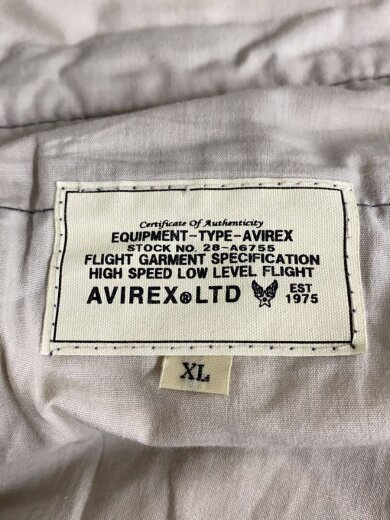 Certificate Of Authenticity
EQUIPMENT-TYPE-AVIREX
STOCK NO. 28-A6755
FLIGHT GARMENT SPECIFICATION
HIGH SPEED LOW LEVEL FLIGHT
AVIREX®LTD EST 1975
XL